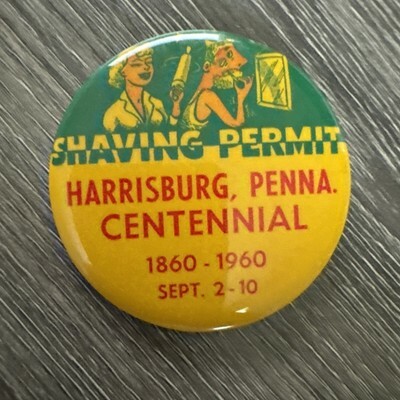 SHAVING PERMIT
HARRISBURG, PENNA.
CENTENNIAL
1860 - 1960
SEPT. 2 - 10